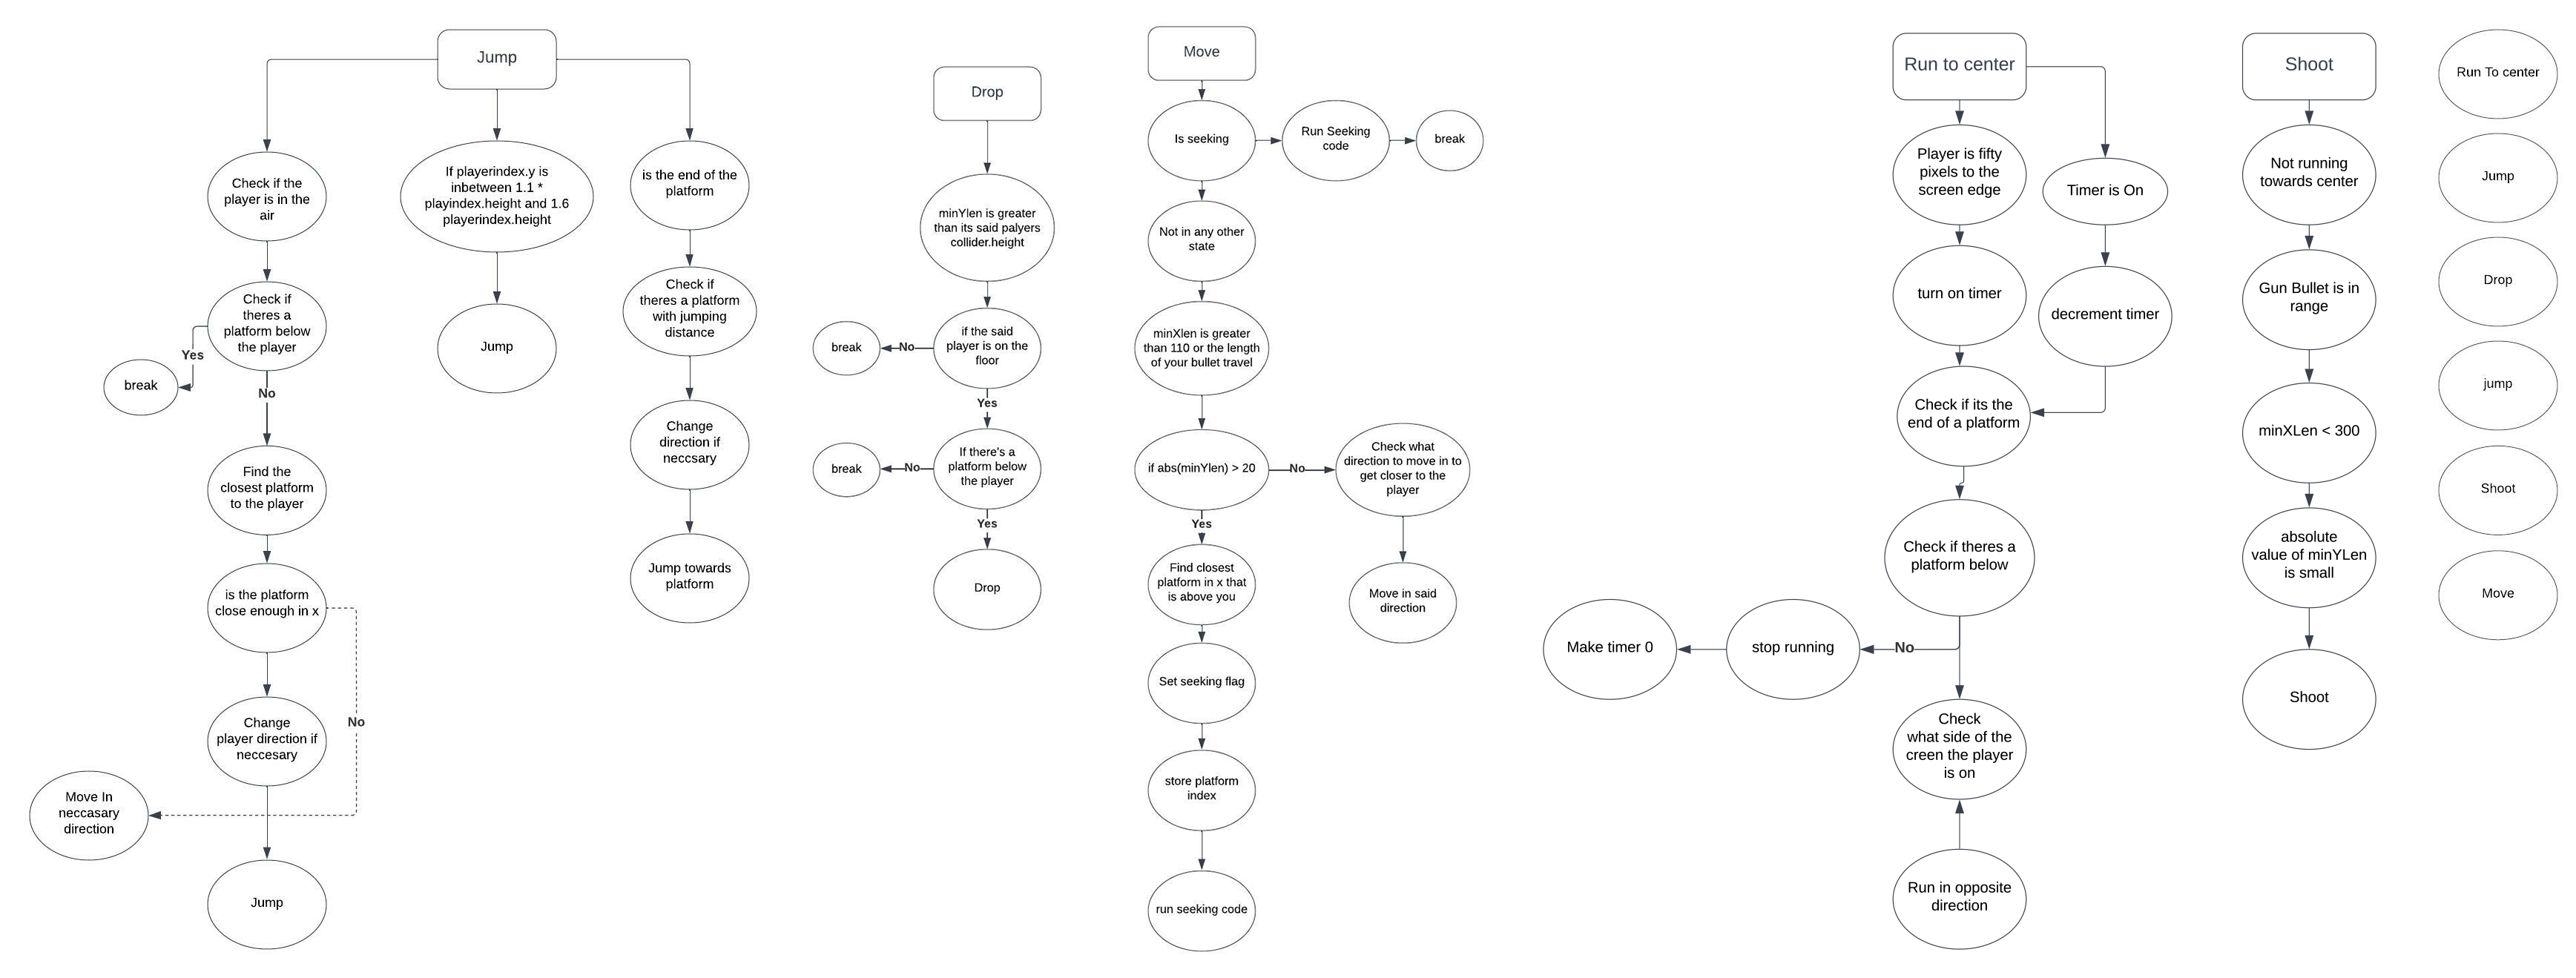 Jump
Check if the
player is in the
air
Check if
theres a
platform below
the player
Yes
break
No
Find the
closest platform
to the player
is the platform
close enough in x
No
Change
player direction if
neccesary
Move In
neccasary
direction
Jump
If playerindex.y is
inbetween 1.1 *
playindex.height and 1.6
playerindex.height
Jump
is the end of the
platform
Check if
theres a platform
with jumping
distance
Change
direction if
neccsary
Jump towards
platform
Drop
minYlen is greater
than its said palyers
collider.height
if the said
player is on the
floor
No
break
Yes
If there's a
platform below
the player
No
break
Yes
Drop
Move
Is seeking
Run Seeking
code
break
Not in any other
state
minXlen is greater
than 110 or the length
of your bullet travel
if abs(minYlen) > 20
No
Check what
direction to move in to
get closer to the
player
Move in said
direction
Yes
Find closest
platform in x that
is above you
Set seeking flag
store platform
index
run seeking code
Run to center
Player is fifty
pixels to the
screen edge
Timer is On
turn on timer
decrement timer
Check if its the
end of a platform
Check if theres a
platform below
No
stop running
Make timer 0
Check
what side of the
creen the player
is on
Run in opposite
direction
Shoot
Not running
towards center
Gun Bullet is in
range
minXLen < 300
absolute
value of minYLen
is small
Shoot
Run To center
Jump
Drop
jump
Shoot
Move